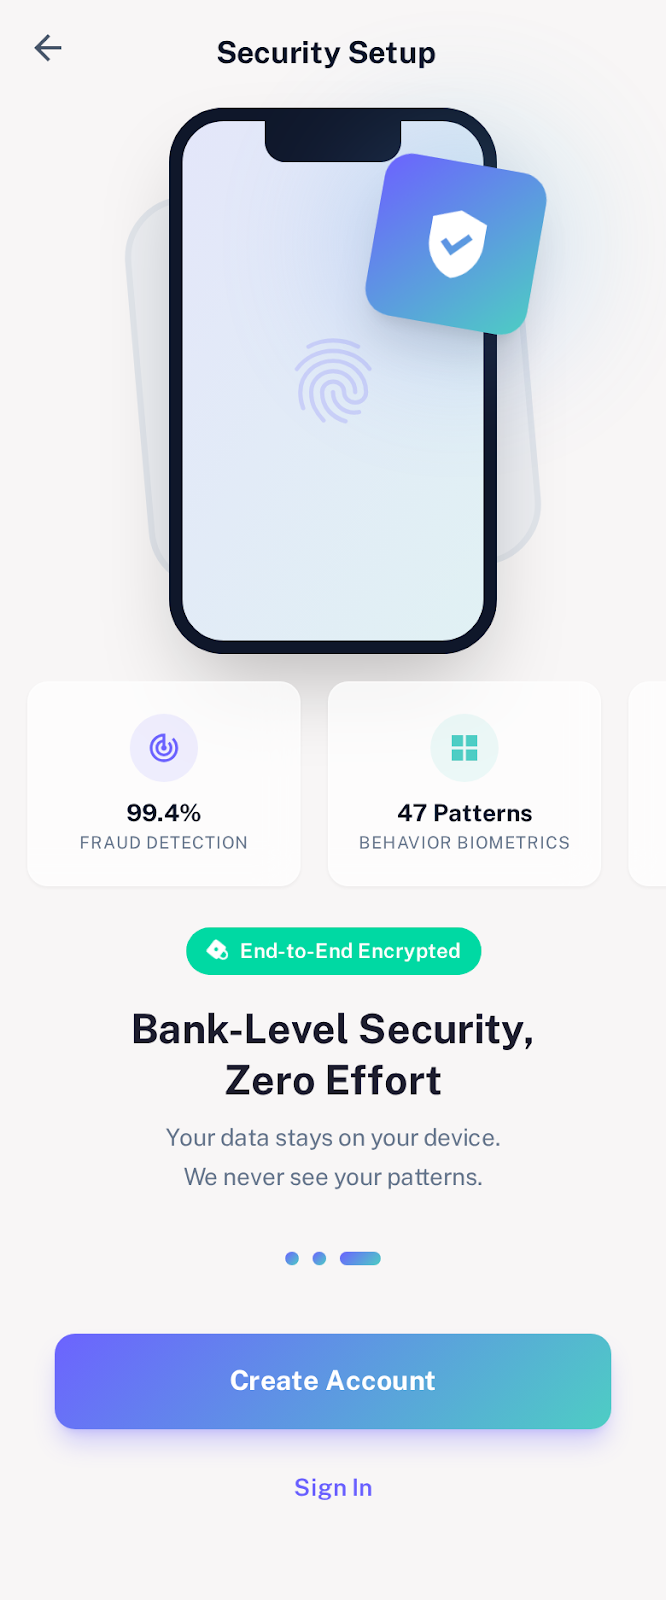 Security Setup
99.4%
FRAUD DETECTION
47 Patterns
BEHAVIOR BIOMETRICS
End-to-End Encrypted
Bank-Level Security,
Zero Effort
Your data stays on your device.
We never see your patterns.
Create Account
Sign In